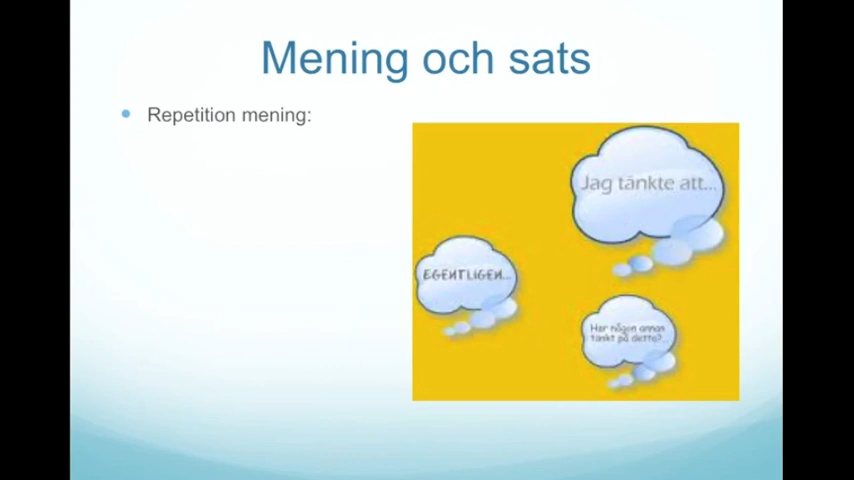 Mening och sats
Repetition mening:
Jag tänkte att...
EGENTLIGEN...
Har någon annan
tänkt på detta?...